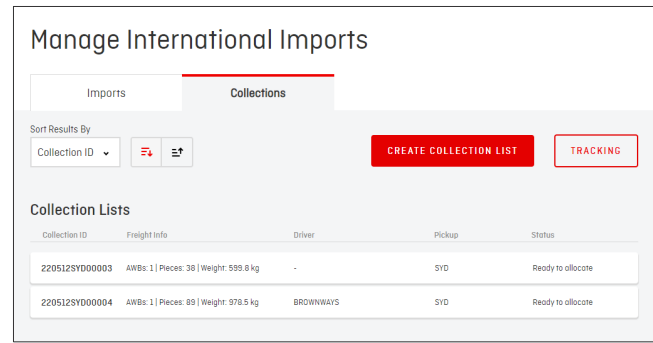 Manage International Imports
Imports Collections
Sort Results By
Collection ID
CREATE COLLECTION LIST
TRACKING
Collection Lists
Collection ID Freight Info Driver Pickup Status
220512SYD00003 AWBs: 1 | Pieces: 38 | Weight: 599.8 kg - SYD Ready to allocate
220512SYD00004 AWBs: 1 | Pieces: 89 | Weight: 978.5 kg BROWNWAYS SYD Ready to allocate